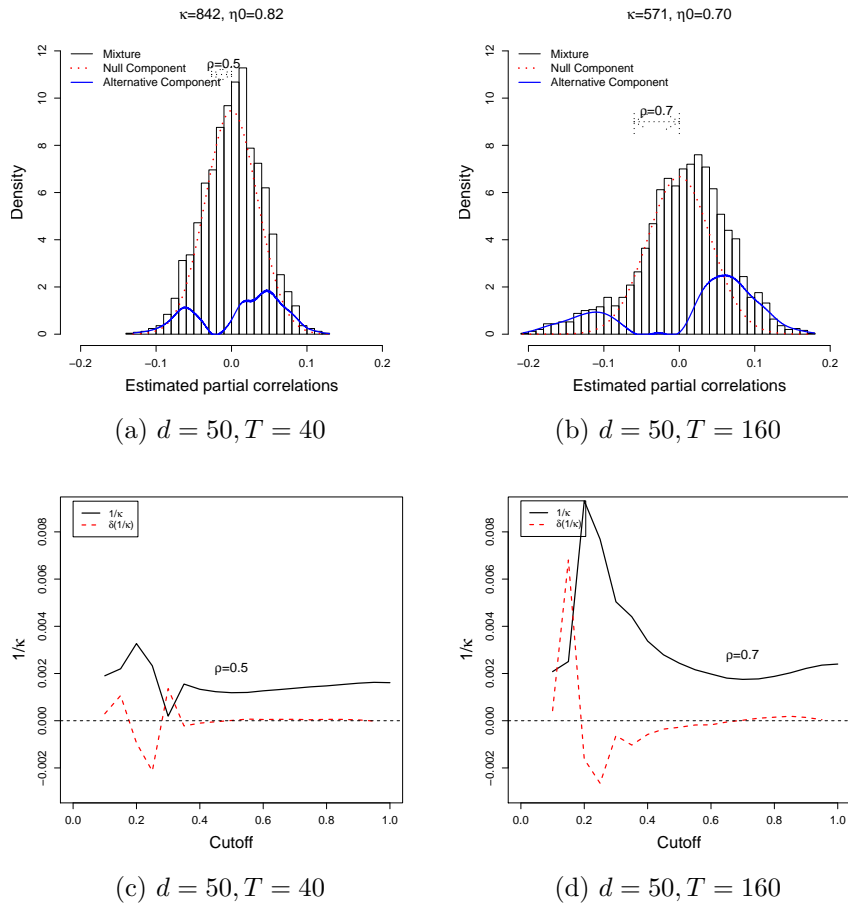 κ=842, η0=0.82
Mixture
Null Component
Alternative Component
ρ=0.5
Density
0
2
4
6
8
10
12
−0.2
−0.1
0.0
0.1
0.2
Estimated partial correlations
(a) d = 50, T = 40
κ=571, η0=0.70
Mixture
Null Component
Alternative Component
ρ=0.7
Density
0
2
4
6
8
10
12
−0.2
−0.1
0.0
0.1
0.2
Estimated partial correlations
(b) d = 50, T = 160
1/κ
δ(1/κ)
ρ=0.5
1/κ
−0.002
0.000
0.002
0.004
0.006
0.008
0.0
0.2
0.4
0.6
0.8
1.0
Cutoff
(c) d = 50, T = 40
1/κ
δ(1/κ)
ρ=0.7
1/κ
−0.002
0.000
0.002
0.004
0.006
0.008
0.0
0.2
0.4
0.6
0.8
1.0
Cutoff
(d) d = 50, T = 160